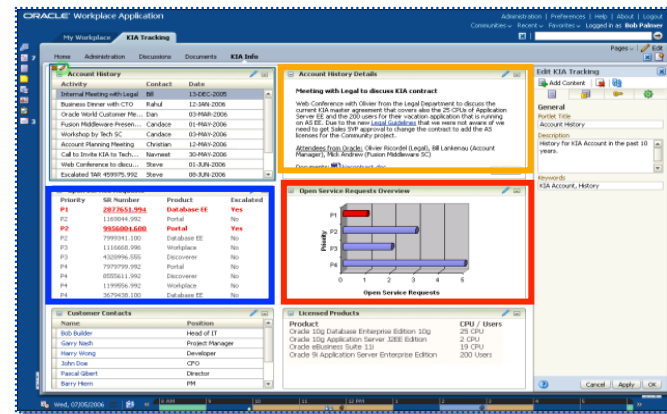 ORACLE Workplace Application
Administration | Preferences | Help | About | Logout
Communities Recent Favorites Logged in as Bob Palmer
My Workplace KIA Tracking
Pages Edit
Home Administration Discussions Documents KIA Info
Account History
Activity Contact Date
Internal Meeting with Legal Bill 13-DEC-2005
Business Dinner with CTO Rahul 12-JAN-2006
Oracle World Customer Me... Dan 03-MAR-2006
Fusion Middleware Presen... Candace 01-MAY-2006
Workshop by Tech SC Candace 03-MAY-2006
Account Planning Meeting Christian 12-MAY-2006
Call to Invite KIA to Tech... Navneet 30-MAY-2006
Web Conference to discu... Steve 01-JUN-2006
Escalated TAR 459975.992 Steve 08-JUN-2006
Account History Details
Meeting with Legal to discuss KIA contract
Web Conference with Olivier from the Legal Department to discuss the
current KIA master agreement that covers also the 25 CPUs of Application
Server EE and the 200 users for their vacation application that is running
on AS EE. Due to the new Legal Guidelines that we were not aware of we
need to get Sales SVP approval to change the contract to add the AS
licenses for the Community project.
Attendees from Oracle: Olivier Ricordel (Legal), Bill Lankenau (Account
Manager), Mick Andrew (Fusion Middleware SC)
Edit KIA Tracking
Add Content
General
Portlet Title
Account History
Description
History for KIA Account in the past 10
years.
Keywords
KIA Account, History
Priority SR Number Product Escalated
P1 2877651.994 Database EE Yes
P2 1169044.992 Portal No
P2 9956004.600 Portal Yes
P2 7999341.100 Database EE No
P3 1116660.996 Workplace No
P3 4320996.555 Discoverer No
P4 7979799.992 Portal No
P4 0555611.992 Discoverer No
P4 1199956.992 Workplace No
P4 3679430.100 Database EE No
Open Service Requests Overview
Priority
P1
P2
P3
P4
0 1 2 3 4 5
Open Service Requests
Customer Contacts
Name Position
Bob Builder Head of IT
Garry Nash Project Manager
Harry Wong Developer
John Doe CFO
Pascal Gibert Director
Barry Hiern PM
Licensed Products
Product CPU / Users
Oracle 10g Database Enterprise Edition 10g 25 CPU
Oracle 10g Application Server J2EE Edition 2 CPU
Oracle eBusiness Suite 11i 19 CPU
Oracle 9i Application Server Enterprise Edition 200 Users
Cancel Apply OK
Wed, 07/05/2006 8 AM 9 10 11 12 PM 1 2 3 4